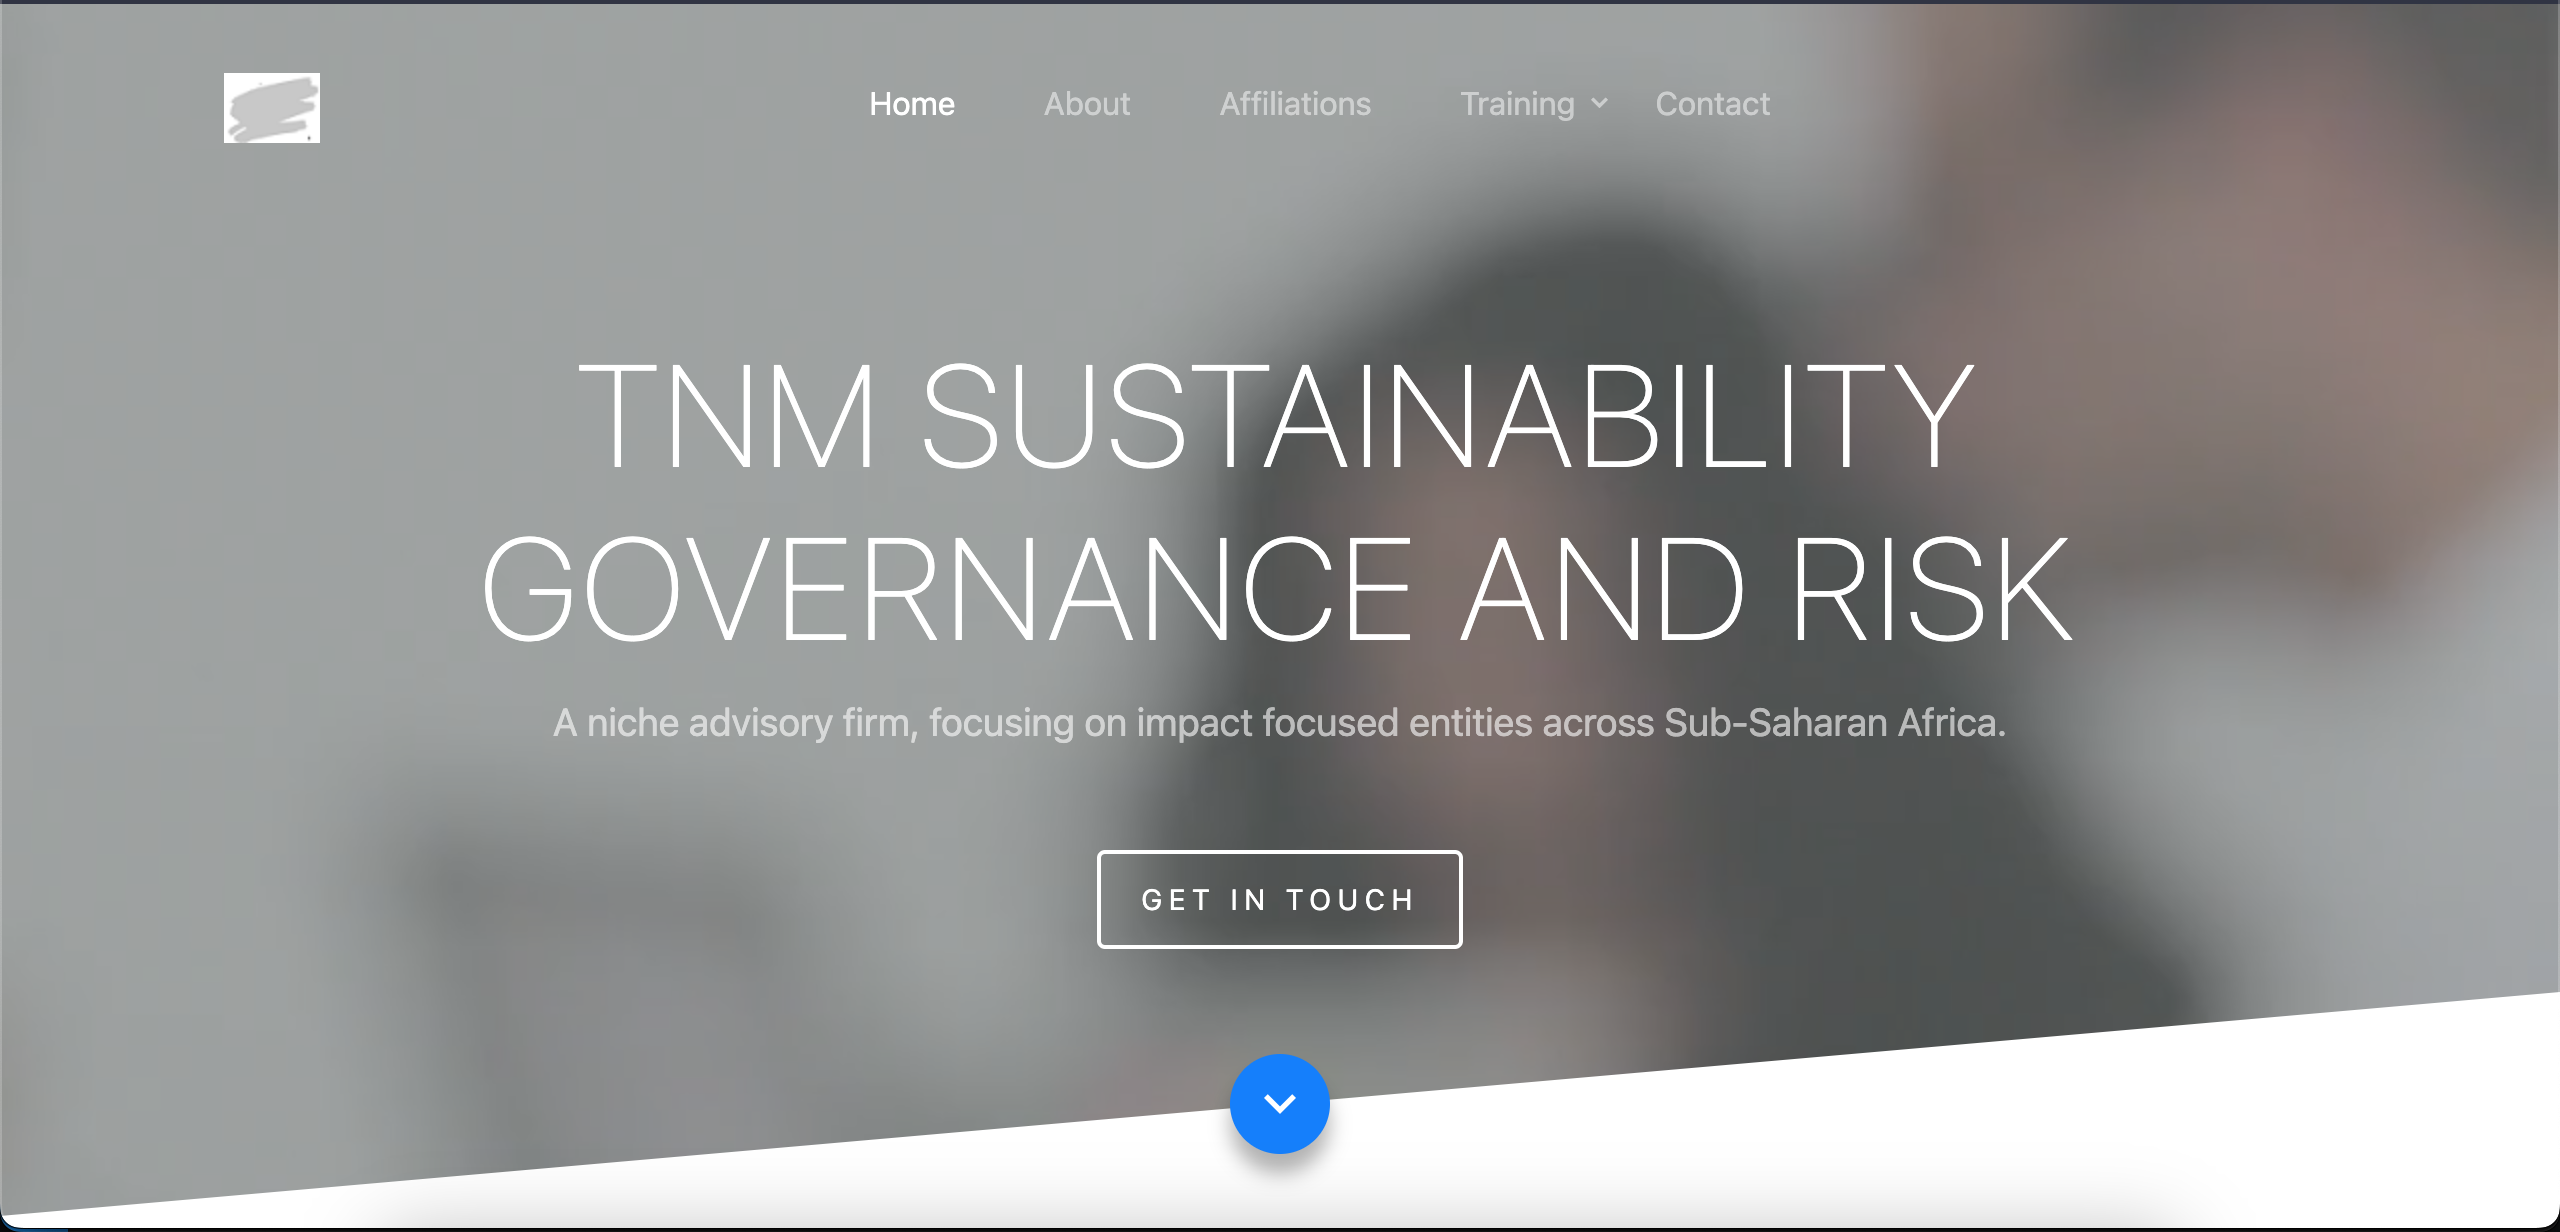 Home About Affiliations Training Contact
TNM SUSTAINABILITY
GOVERNANCE AND RISK
A niche advisory firm, focusing on impact focused entities across Sub-Saharan Africa.
GET IN TOUCH